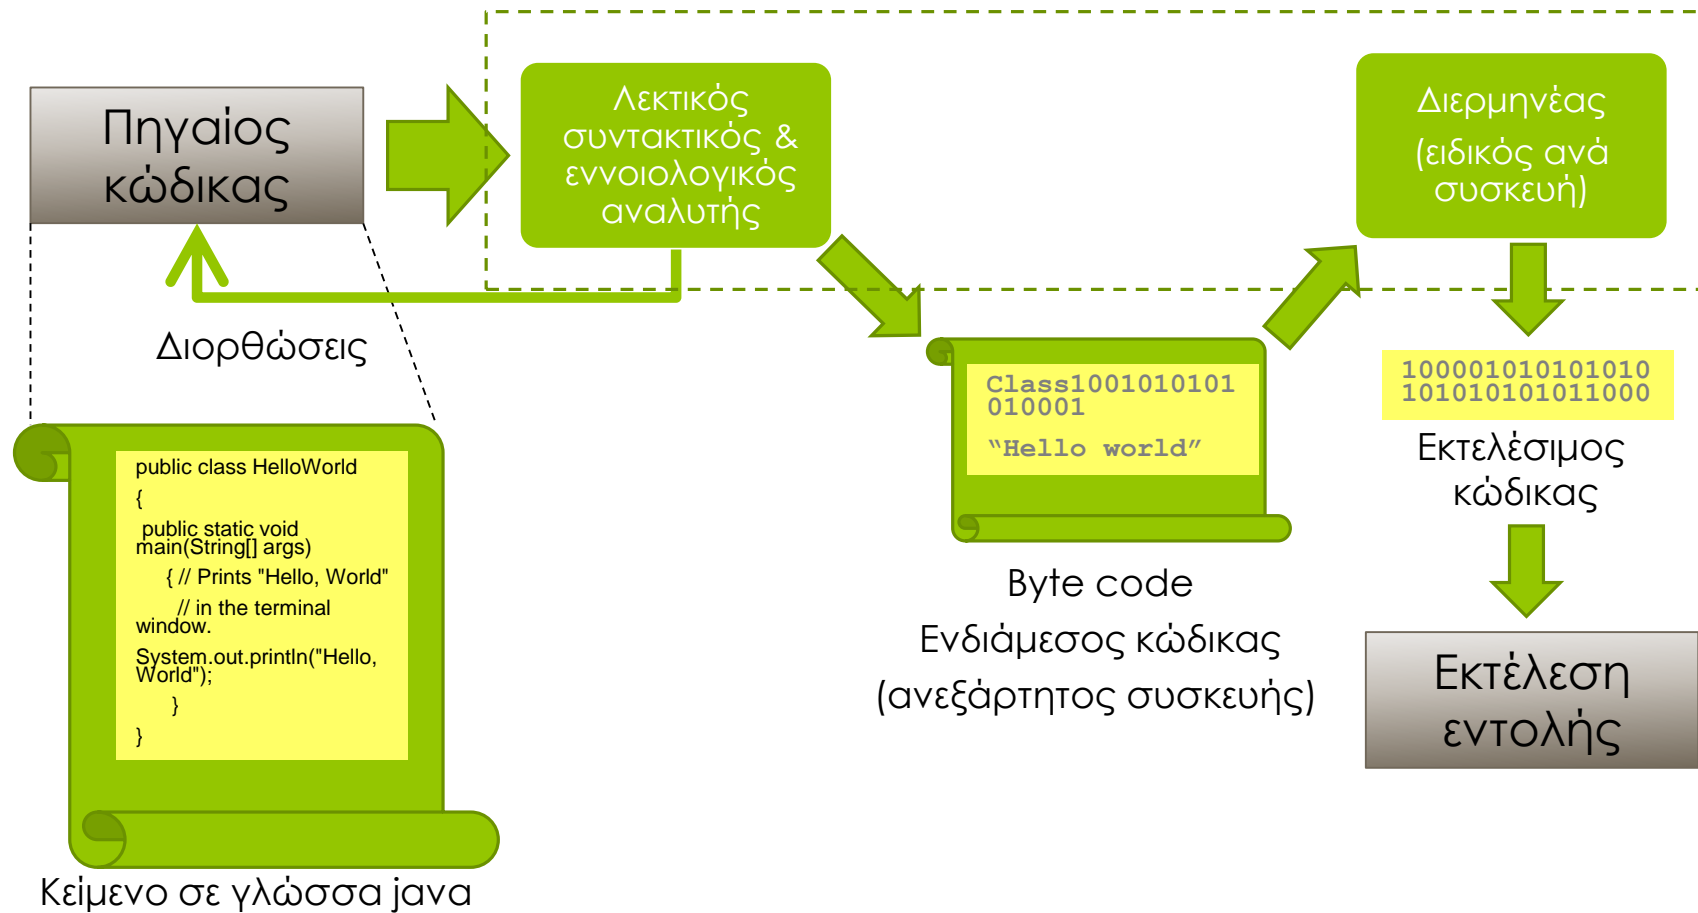 Πηγαίος
κώδικας
Λεκτικός
συντακτικός &
εννοιολογικός
αναλυτής
Διερμηνέας
(ειδικός ανά
συσκευή)
Διορθώσεις
public class HelloWorld
{
public static void
main(String[] args)
{ // Prints "Hello, World"
// in the terminal
window.
System.out.println("Hello,
World");
}
}
Κείμενο σε γλώσσα java
Class1001010101
010001
“Hello world”
Byte code
Ενδιάμεσος κώδικας
(ανεξάρτητος συσκευής)
100001010101010
101010101011000
Εκτελέσιμος
κώδικας
Εκτέλεση
εντολής